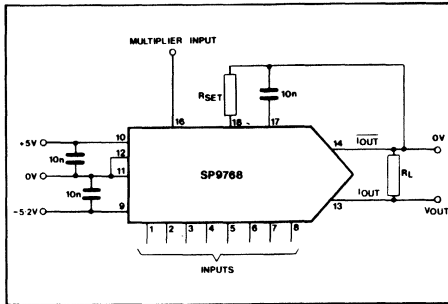 MULTIPLIER INPUT
RSET
10n
16
18
17
+5V
10n
0V
10n
-5·2V
10
12
11
9
SP9768
14
IOUT
0V
RL
13
IOUT
VOUT
1 2 3 4 5 6 7 8
INPUTS